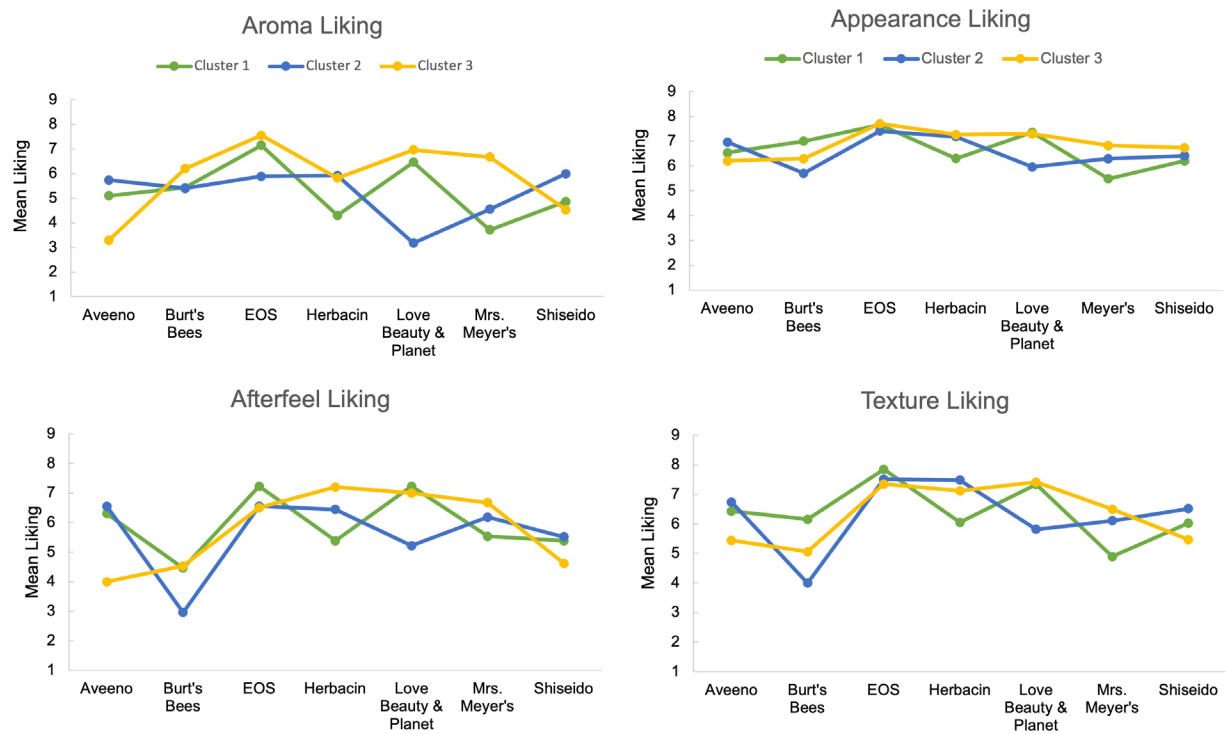 Aroma Liking
Cluster 1 Cluster 2 Cluster 3
Mean Liking
9
8
7
6
5
4
3
2
1
Aveeno Burt's EOS Herbacin Love Mrs. Shiseido
Bees Beauty & Meyer's
Planet
Appearance Liking
Cluster 1 Cluster 2 Cluster 3
Mean Liking
9
8
7
6
5
4
3
2
1
Aveeno Burt's EOS Herbacin Love Meyer's Shiseido
Bees Beauty &
Planet
Afterfeel Liking
Mean Liking
9
8
7
6
5
4
3
2
1
Aveeno Burt's EOS Herbacin Love Mrs. Shiseido
Bees Beauty & Meyer's
Planet
Texture Liking
Mean Liking
9
8
7
6
5
4
3
2
1
Aveeno Burt's EOS Herbacin Love Mrs. Shiseido
Bees Beauty & Meyer's
Planet